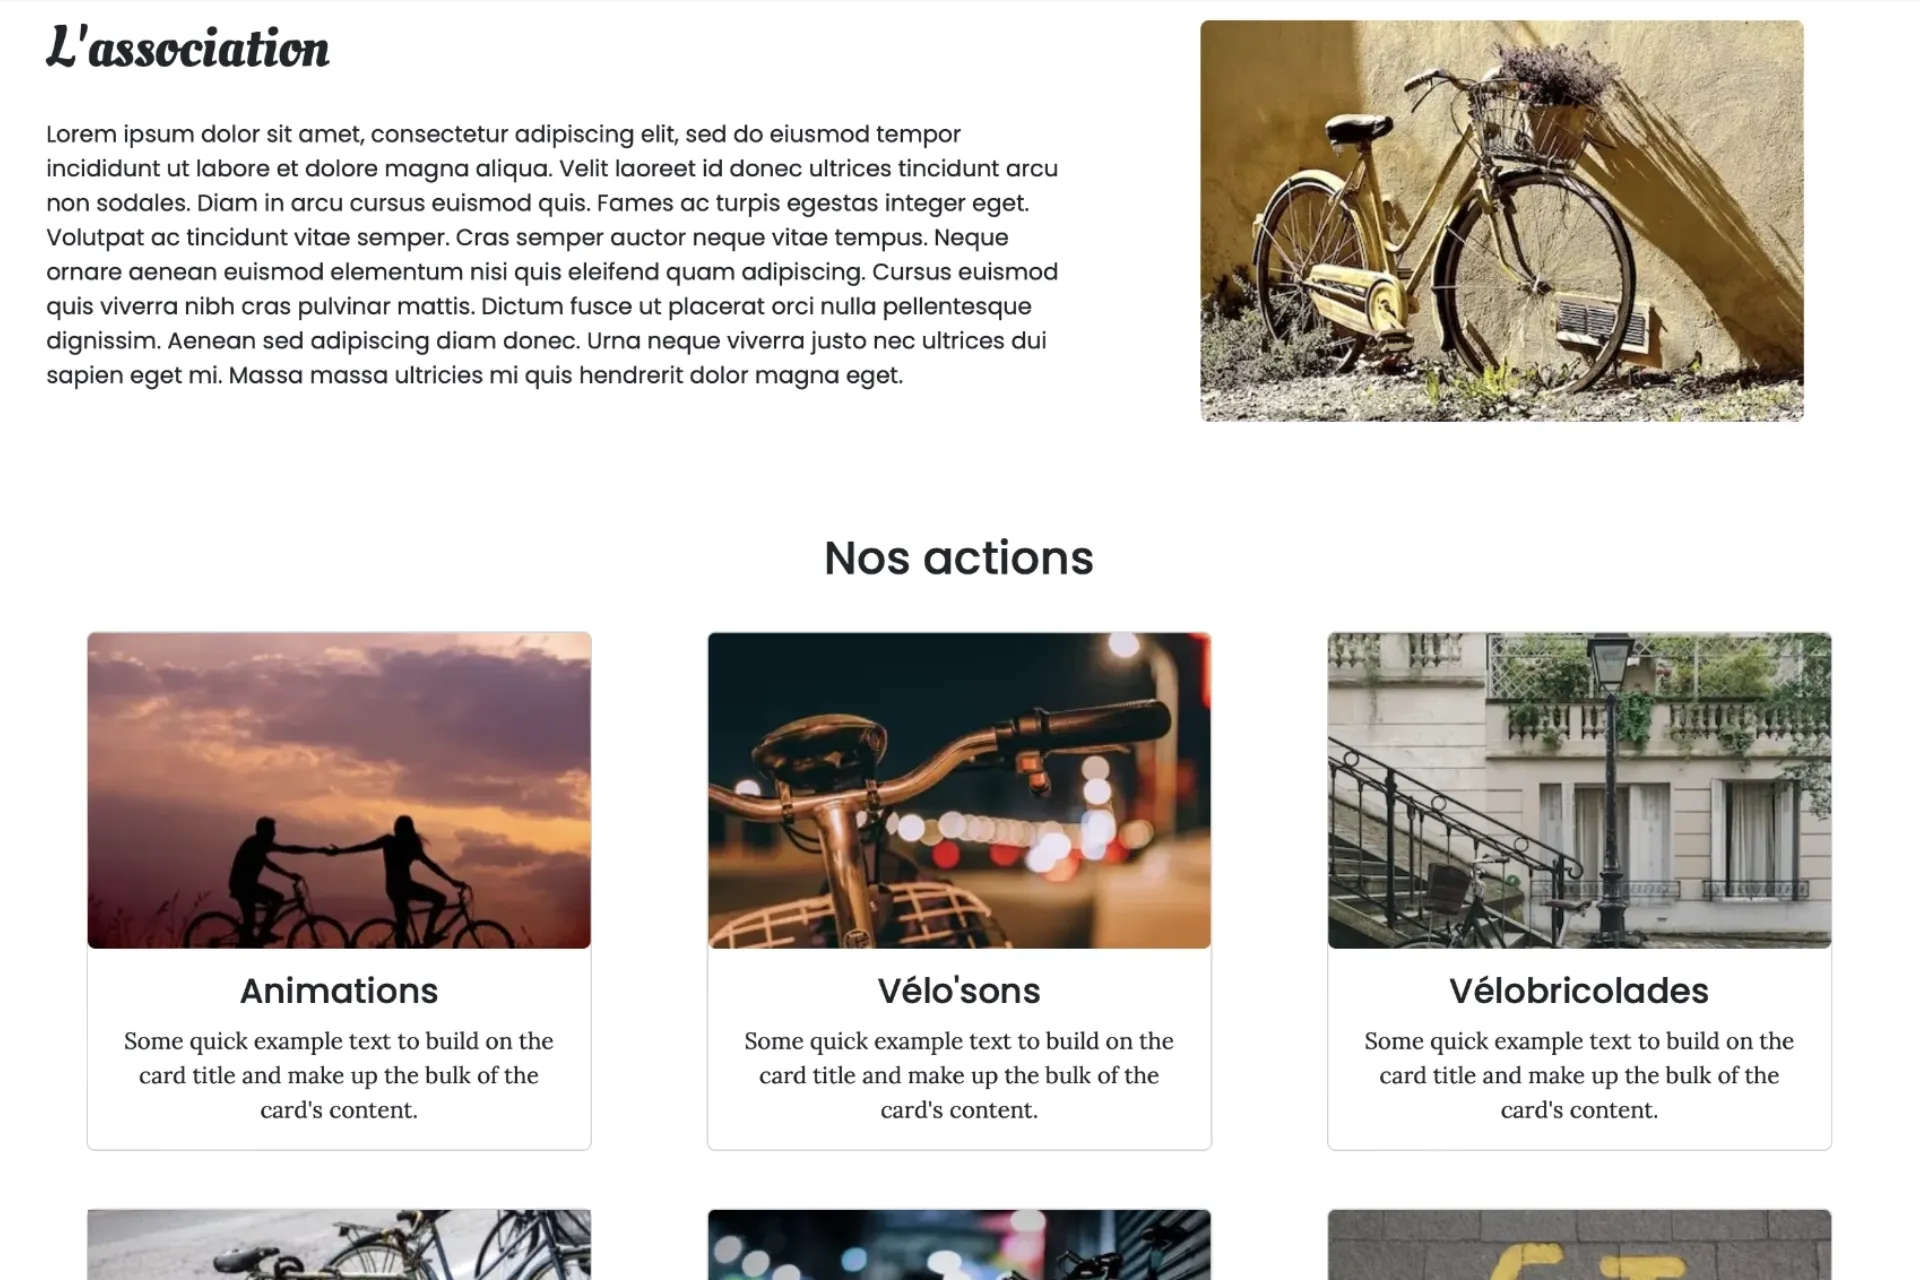 L'association
Lorem ipsum dolor sit amet, consectetur adipiscing elit, sed do eiusmod tempor
incididunt ut labore et dolore magna aliqua. Velit laoreet id donec ultrices tincidunt arcu
non sodales. Diam in arcu cursus euismod quis. Fames ac turpis egestas integer eget.
Volutpat ac tincidunt vitae semper. Cras semper auctor neque vitae tempus. Neque
ornare aenean euismod elementum nisi quis eleifend quam adipiscing. Cursus euismod
quis viverra nibh cras pulvinar mattis. Dictum fusce ut placerat orci nulla pellentesque
dignissim. Aenean sed adipiscing diam donec. Urna neque viverra justo nec ultrices dui
sapien eget mi. Massa massa ultricies mi quis hendrerit dolor magna eget.
Nos actions
Animations
Some quick example text to build on the
card title and make up the bulk of the
card's content.
Vélo'sons
Some quick example text to build on the
card title and make up the bulk of the
card's content.
Vélobricolades
Some quick example text to build on the
card title and make up the bulk of the
card's content.